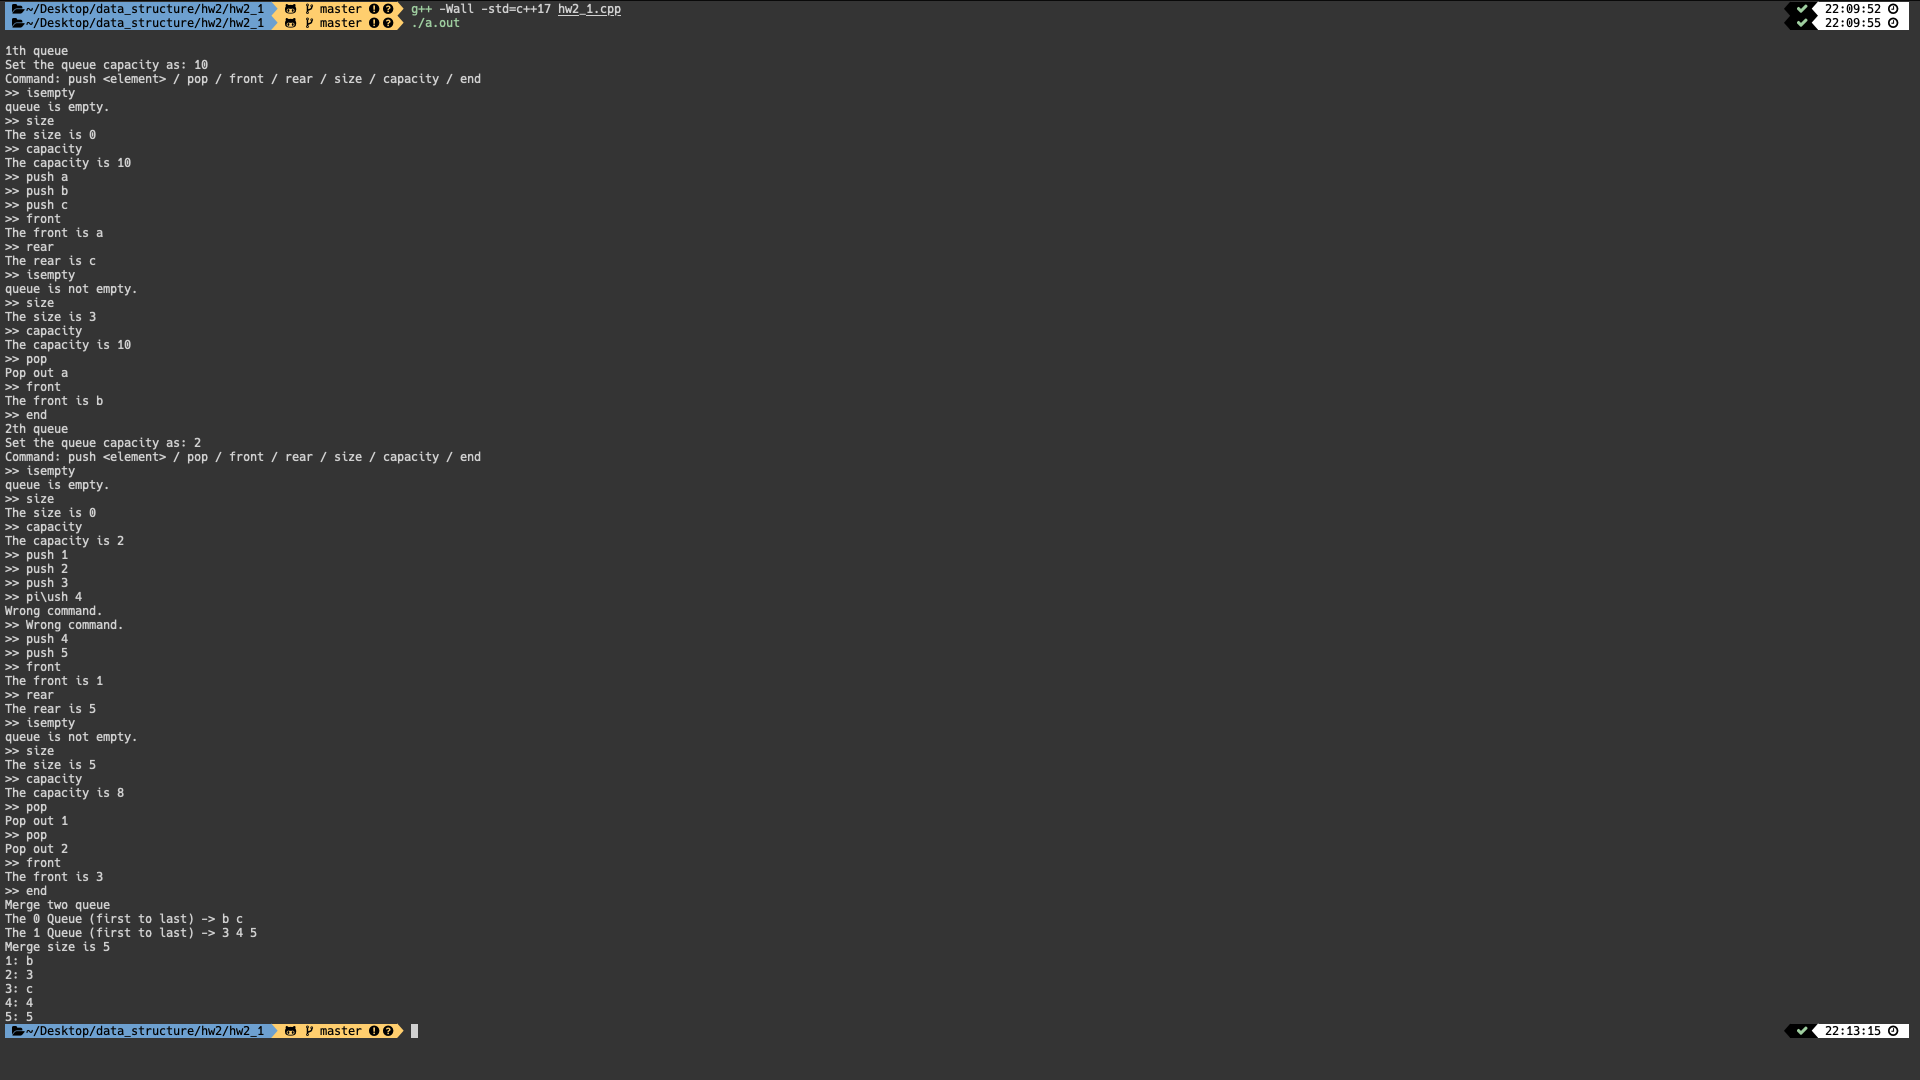 ~/Desktop/data_structure/hw2/hw2_1 master g++ -Wall -std=c++17 hw2_1.cpp 22:09:52
~/Desktop/data_structure/hw2/hw2_1 master ./a.out 22:09:55
1th queue
Set the queue capacity as: 10
Command: push <element> / pop / front / rear / size / capacity / end
>> isempty
queue is empty.
>> size
The size is 0
>> capacity
The capacity is 10
>> push a
>> push b
>> push c
>> front
The front is a
>> rear
The rear is c
>> isempty
queue is not empty.
>> size
The size is 3
>> capacity
The capacity is 10
>> pop
Pop out a
>> front
The front is b
>> end
2th queue
Set the queue capacity as: 2
Command: push <element> / pop / front / rear / size / capacity / end
>> isempty
queue is empty.
>> size
The size is 0
>> capacity
The capacity is 2
>> push 1
>> push 2
>> push 3
>> pi\ush 4
Wrong command.
>> Wrong command.
>> push 4
>> push 5
>> front
The front is 1
>> rear
The rear is 5
>> isempty
queue is not empty.
>> size
The size is 5
>> capacity
The capacity is 8
>> pop
Pop out 1
>> pop
Pop out 2
>> front
The front is 3
>> end
Merge two queue
The 0 Queue (first to last) -> b c
The 1 Queue (first to last) -> 3 4 5
Merge size is 5
1: b
2: 3
3: c
4: 4
5: 5
~/Desktop/data_structure/hw2/hw2_1 master 22:13:15